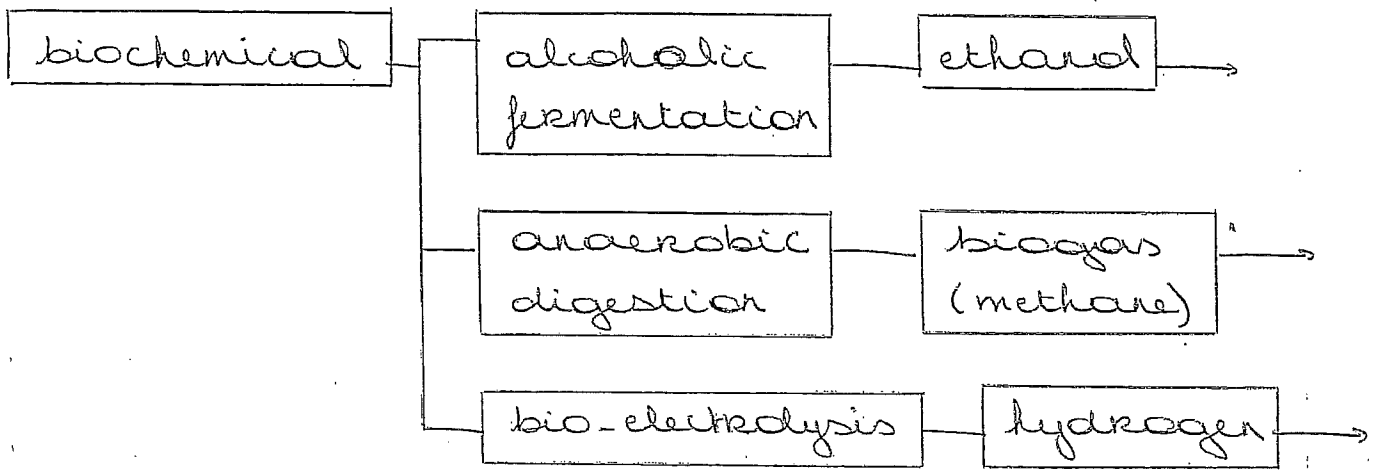 biochemical
alcoholic
fermentation
ethanol
anaerobic
digestion
biogas
(methane)
bio-electrolysis
hydrogen